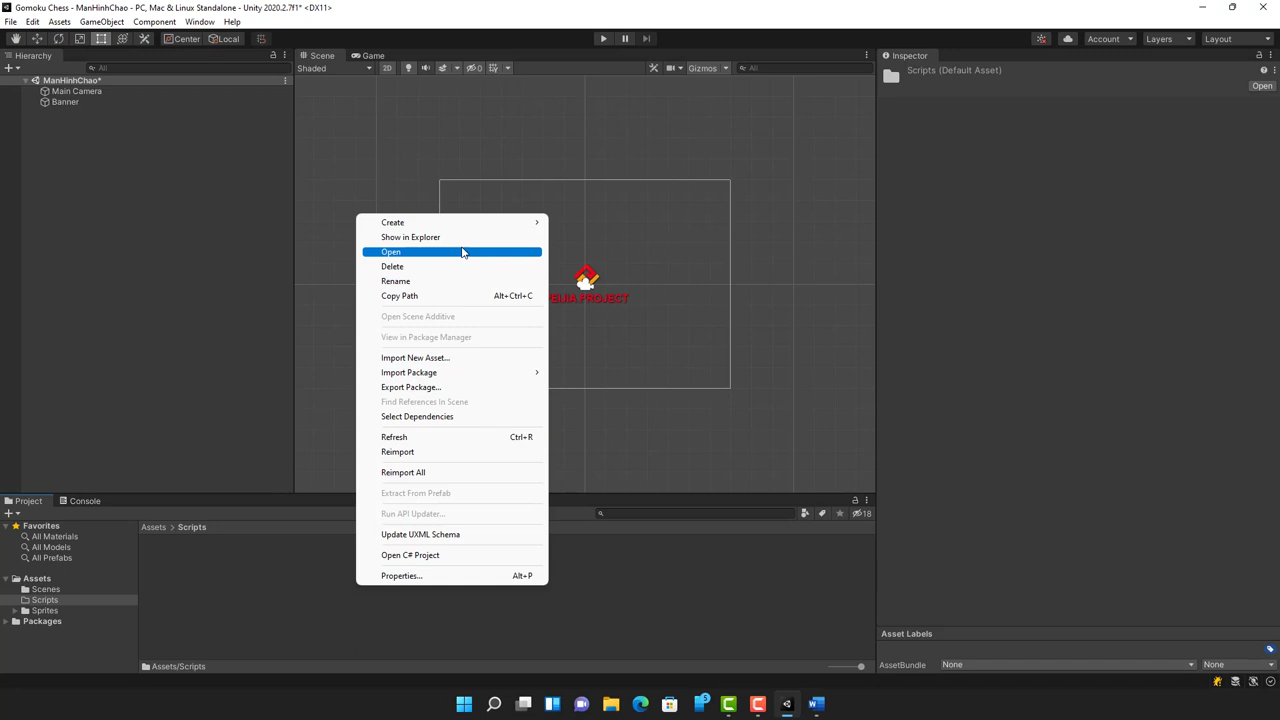 Gomoku Chess - ManHinhChao - PC, Mac & Linux Standalone - Unity 2020.2.7f1* <DX11>
File Edit Assets GameObject Component Window Help
Center Local Account Layers Layout
Hierarchy Scene Game Inspector
All Shaded 2D 0 Gizmos All Scripts (Default Asset)
Open
ManHinhChao*
Main Camera
Banner
Create
Show in Explorer
Open
Delete
Rename
Copy Path Alt+Ctrl+C
PROJECT
Open Scene Additive
View in Package Manager
Import New Asset...
Import Package
Export Package...
Find References In Scene
Select Dependencies
Refresh Ctrl+R
Reimport
Reimport All
Extract From Prefab
Run API Updater...
Update UXML Schema
Open C# Project
Properties... Alt+P
Project Console
18
Favorites
All Materials
All Models
All Prefabs
Assets
Scenes
Scripts
Sprites
Packages
Assets > Scripts
Assets/Scripts
Asset Labels
AssetBundle None None
5